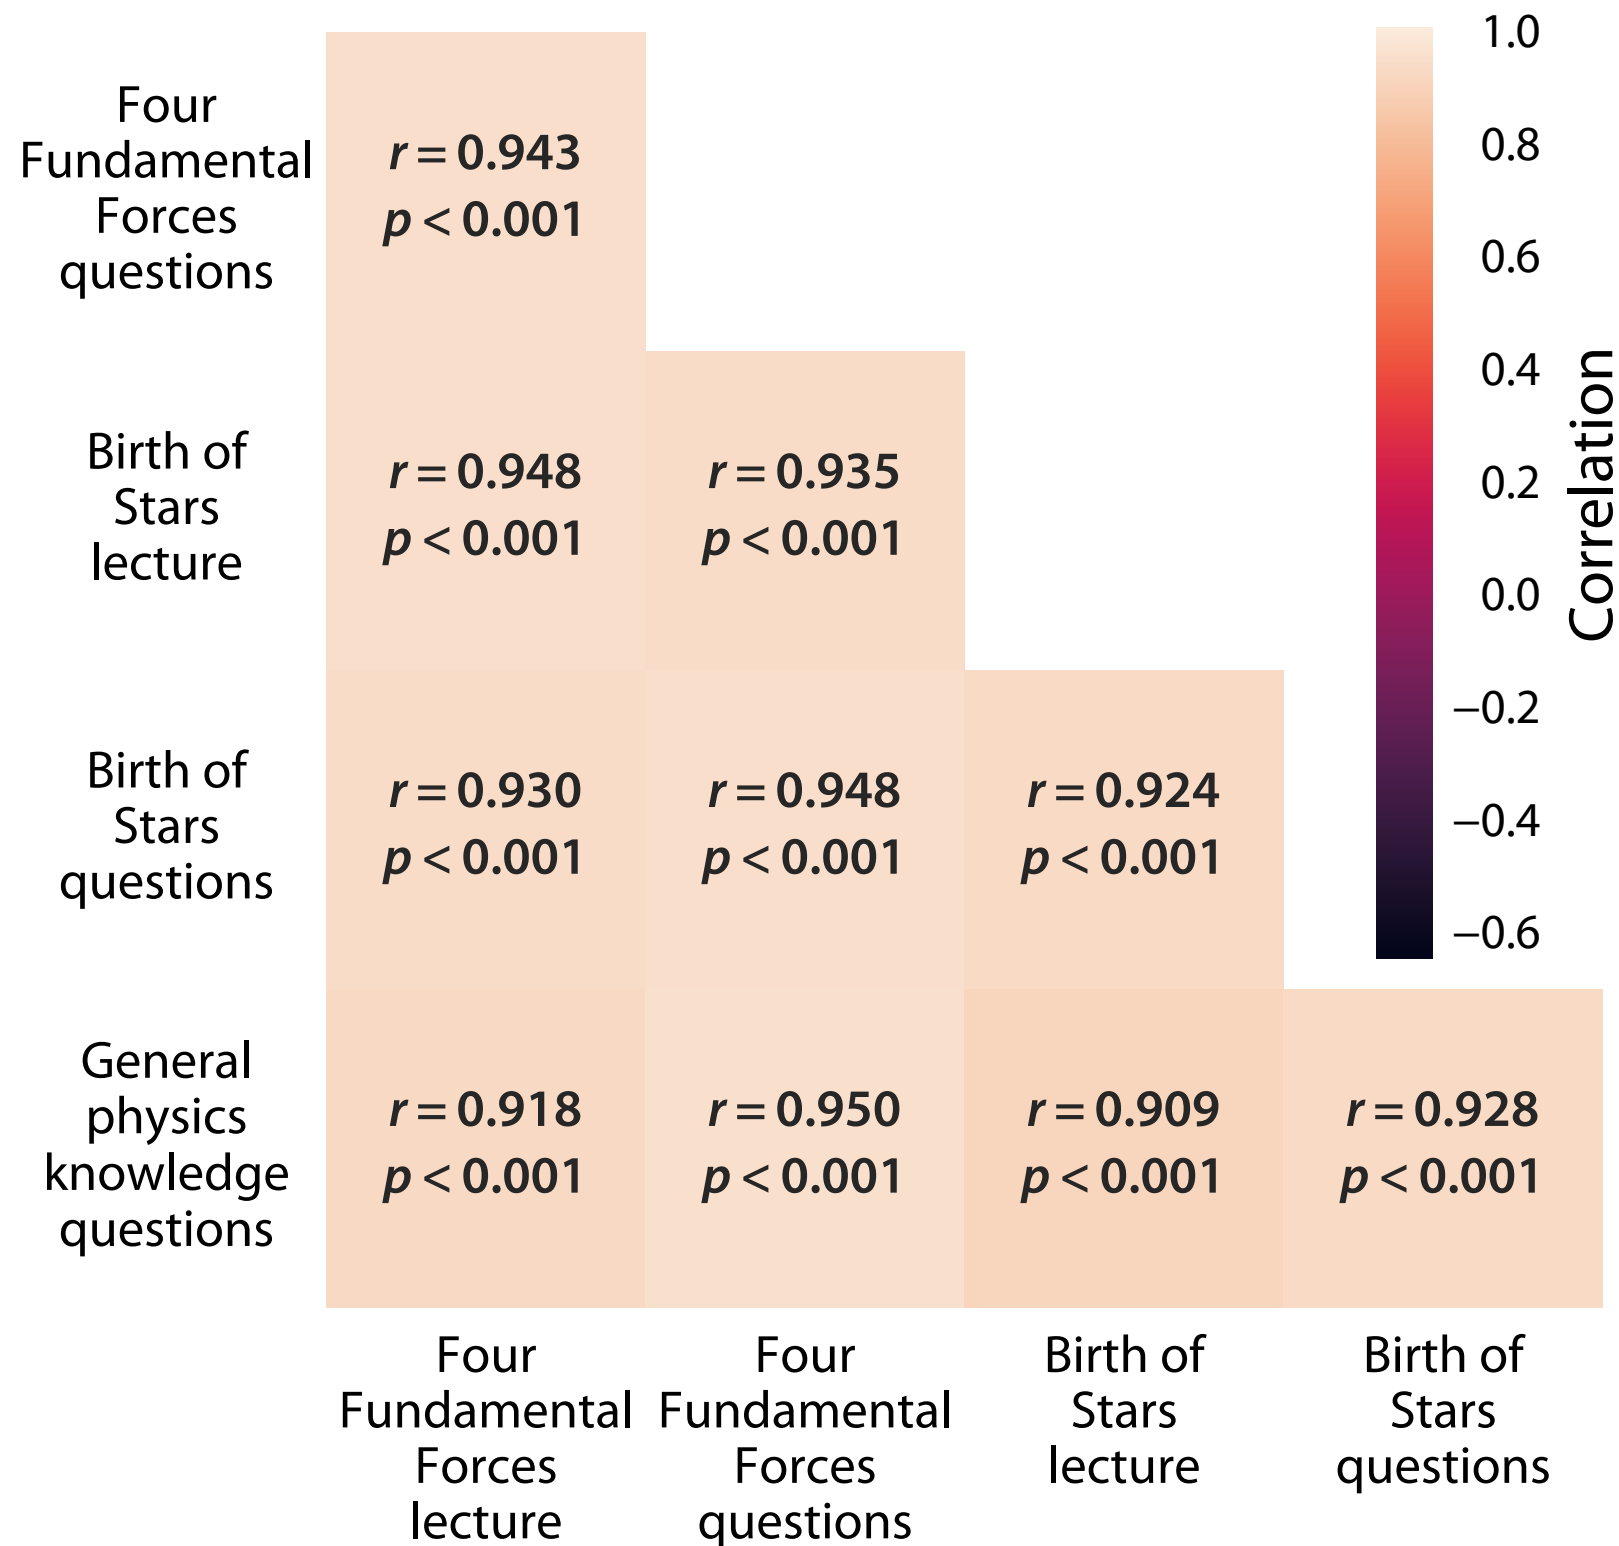 Four
Fundamental
Forces
questions
r = 0.943
p < 0.001
Birth of
Stars
lecture
r = 0.948
p < 0.001
r = 0.935
p < 0.001
Birth of
Stars
questions
r = 0.930
p < 0.001
r = 0.948
p < 0.001
r = 0.924
p < 0.001
General
physics
knowledge
questions
r = 0.918
p < 0.001
r = 0.950
p < 0.001
r = 0.909
p < 0.001
r = 0.928
p < 0.001
Four
Fundamental
Forces
lecture
Four
Fundamental
Forces
questions
Birth of
Stars
lecture
Birth of
Stars
questions
1.0
0.8
0.6
0.4
0.2
0.0
−0.2
−0.4
−0.6
Correlation